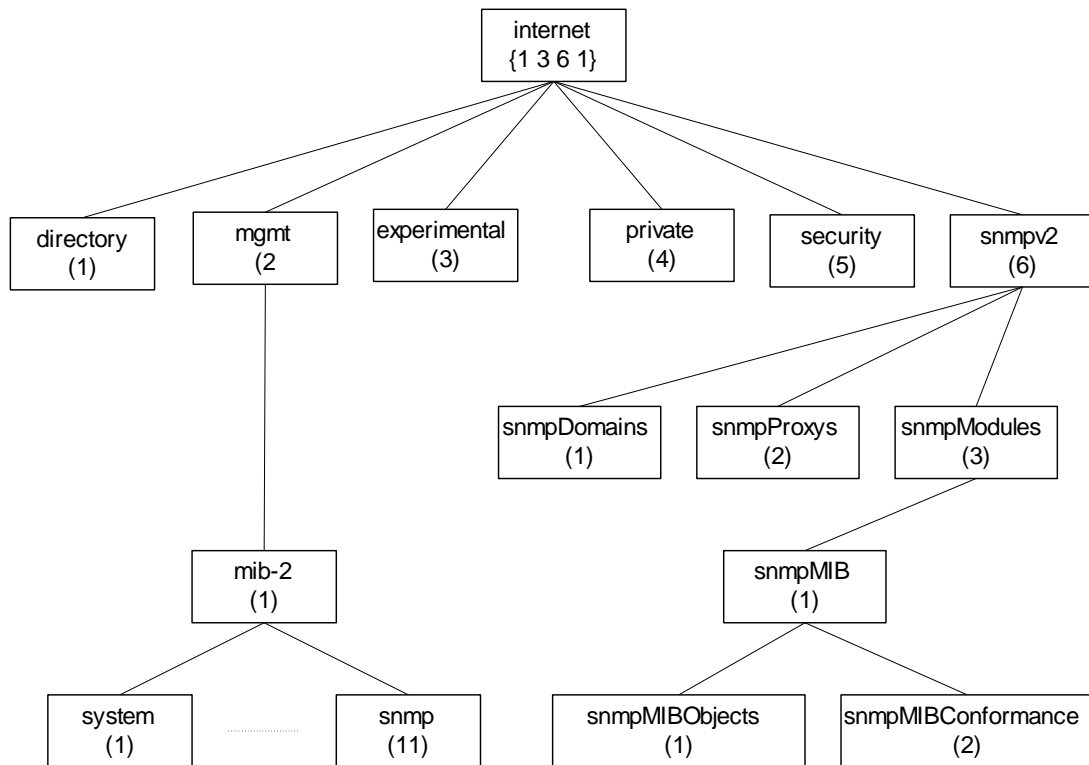 internet
{1 3 6 1}
directory
(1)
mgmt
(2
experimental
(3)
private
(4)
security
(5)
snmpv2
(6)
snmpDomains
(1)
snmpProxys
(2)
snmpModules
(3)
mib-2
(1)
snmpMIB
(1)
system
(1)
snmp
(11)
snmpMIBObjects
(1)
snmpMIBConformance
(2)